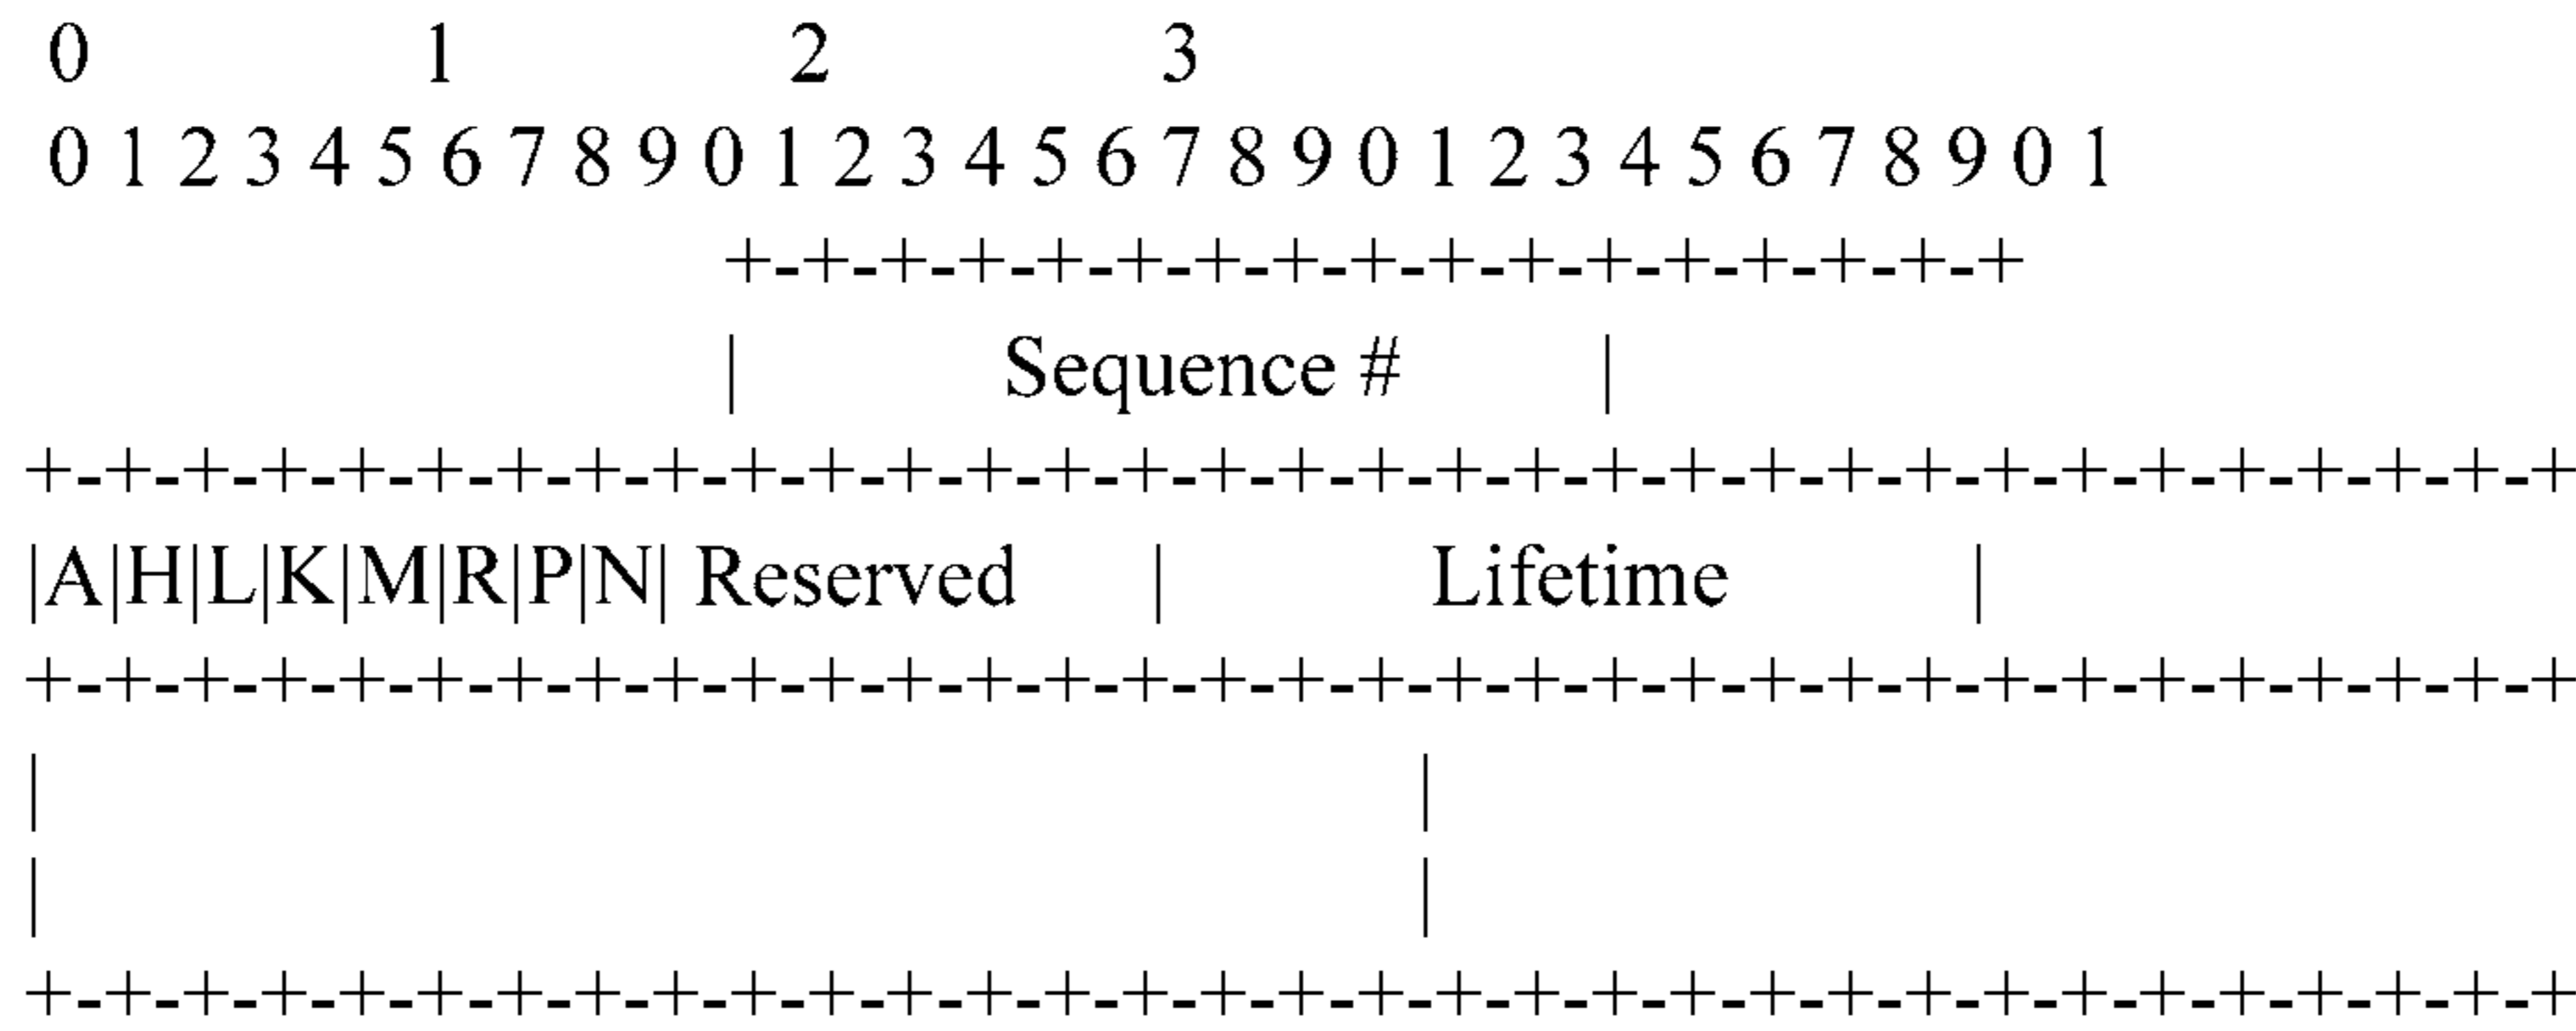 0 1 2 3
0 1 2 3 4 5 6 7 8 9 0 1 2 3 4 5 6 7 8 9 0 1 2 3 4 5 6 7 8 9 0 1
+-+-+-+-+-+-+-+-+-+-+-+-+-+-+-+-+
| Sequence # |
+-+-+-+-+-+-+-+-+-+-+-+-+-+-+-+-+-+-+-+-+-+-+-+-+-+-+-+-+-+-+-+-+
|A|H|L|K|M|R|P|N| Reserved | Lifetime |
+-+-+-+-+-+-+-+-+-+-+-+-+-+-+-+-+-+-+-+-+-+-+-+-+-+-+-+-+-+-+-+-+
| |
| |
+-+-+-+-+-+-+-+-+-+-+-+-+-+-+-+-+-+-+-+-+-+-+-+-+-+-+-+-+-+-+-+-+